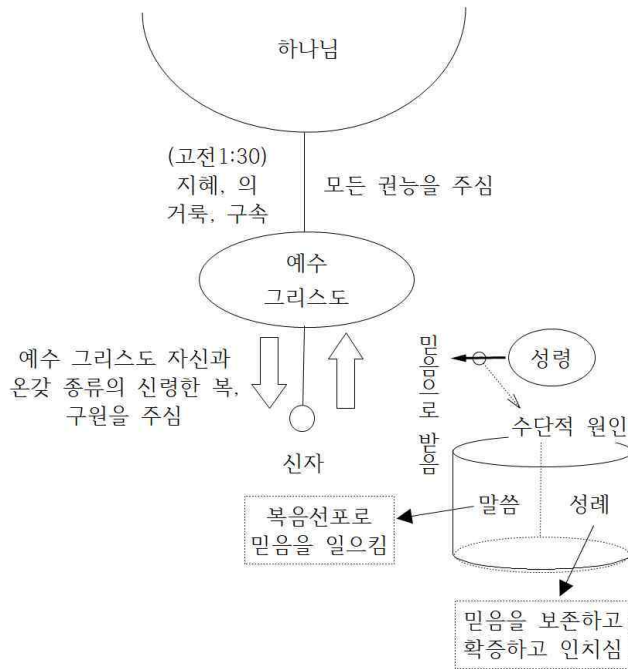 하나님
(고전1:30)
지혜, 의
거룩, 구속
모든 권능을 주심
예수
그리스도
예수 그리스도 자신과
온갖 종류의 신령한 복,
구원을 주심
믿음으로 받음
성령
수단적 원인
신자
말씀
성례
복음선포로
믿음을 일으킴
믿음을 보존하고
확증하고 인치심